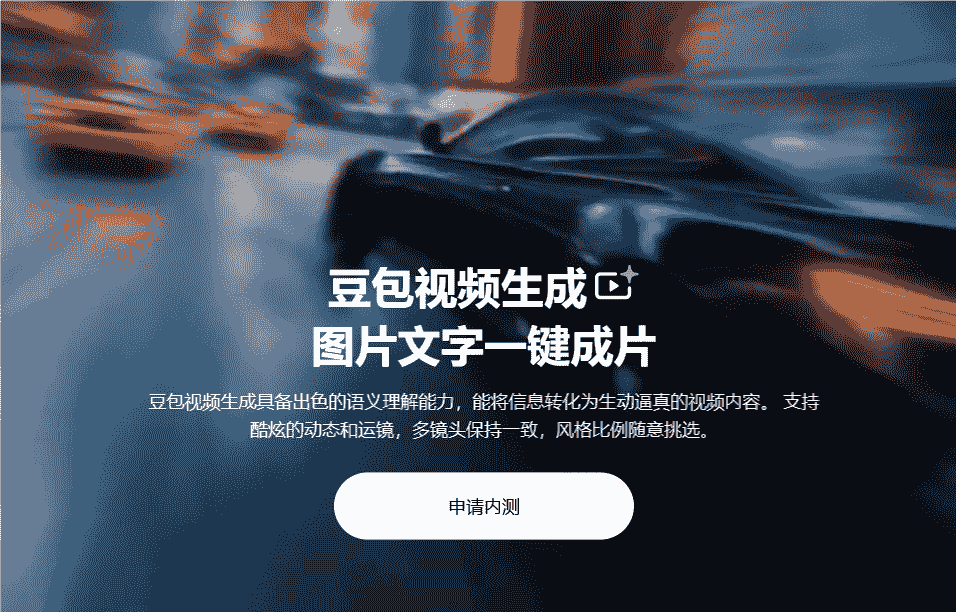 豆包视频生成
图片文字一键成片
豆包视频生成具备出色的语义理解能力，能将信息转化为生动逼真的视频内容。 支持
酷炫的动态和运镜，多镜头保持一致，风格比例随意挑选。
申请内测